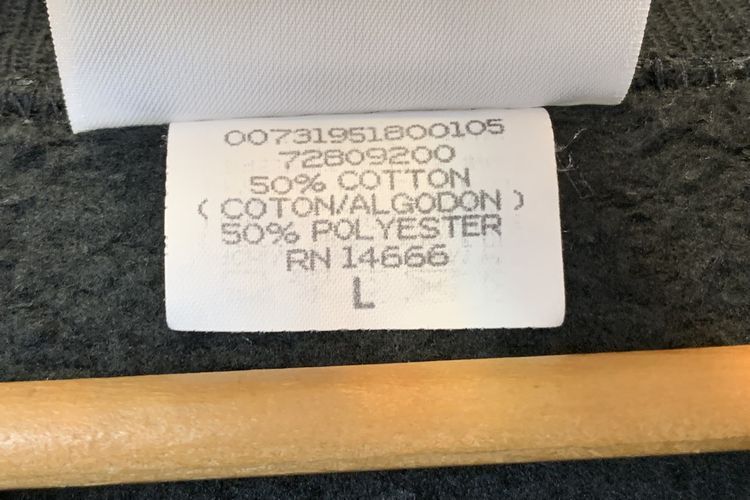 00731951800105
72809200
50% COTTON
( COTON/ALGODON )
50% POLYESTER
RN 14666
L